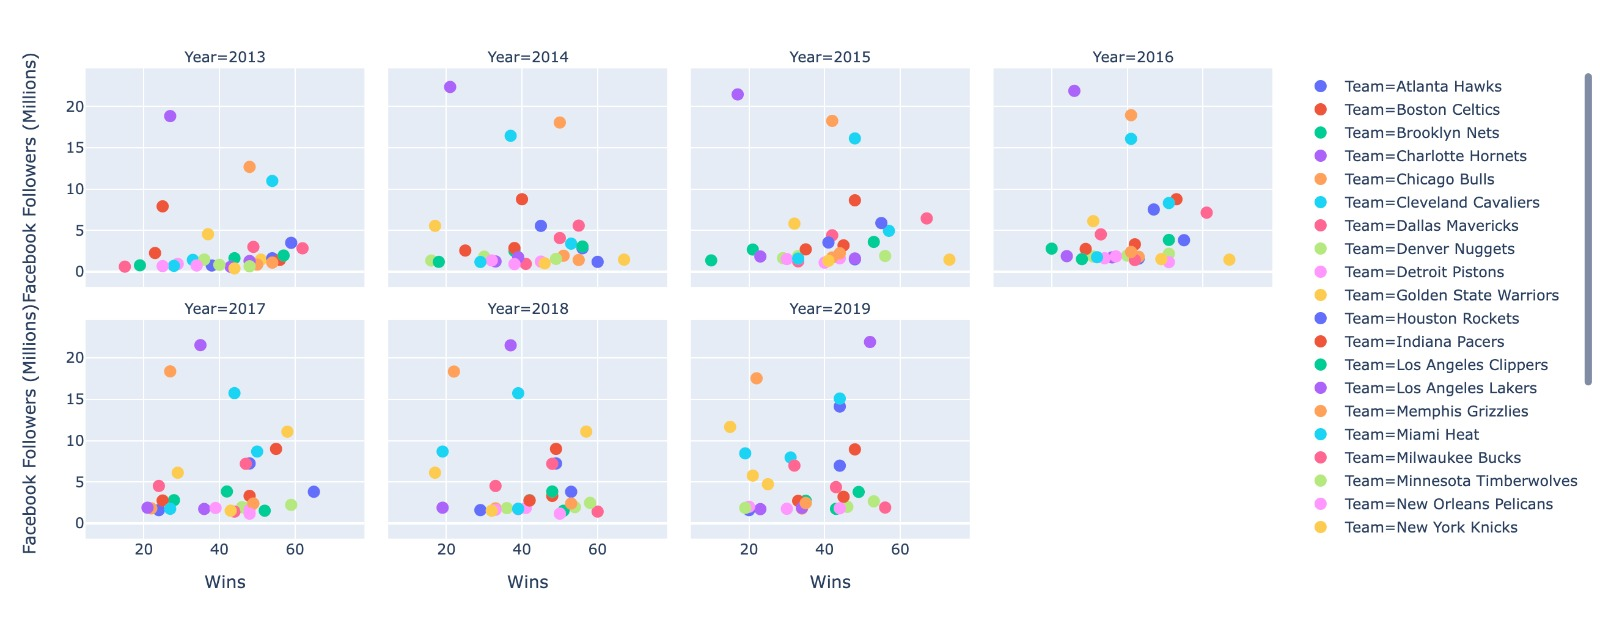 Year=2013
Year=2014
Year=2015
Year=2016
Facebook Followers (Millions)
20
15
10
5
0
Year=2017
Year=2018
Year=2019
Facebook Followers (Millions)
20
15
10
5
0
20
40
60
20
40
60
20
40
60
Wins
Wins
Wins
Team=Atlanta Hawks
Team=Boston Celtics
Team=Brooklyn Nets
Team=Charlotte Hornets
Team=Chicago Bulls
Team=Cleveland Cavaliers
Team=Dallas Mavericks
Team=Denver Nuggets
Team=Detroit Pistons
Team=Golden State Warriors
Team=Houston Rockets
Team=Indiana Pacers
Team=Los Angeles Clippers
Team=Los Angeles Lakers
Team=Memphis Grizzlies
Team=Miami Heat
Team=Milwaukee Bucks
Team=Minnesota Timberwolves
Team=New Orleans Pelicans
Team=New York Knicks